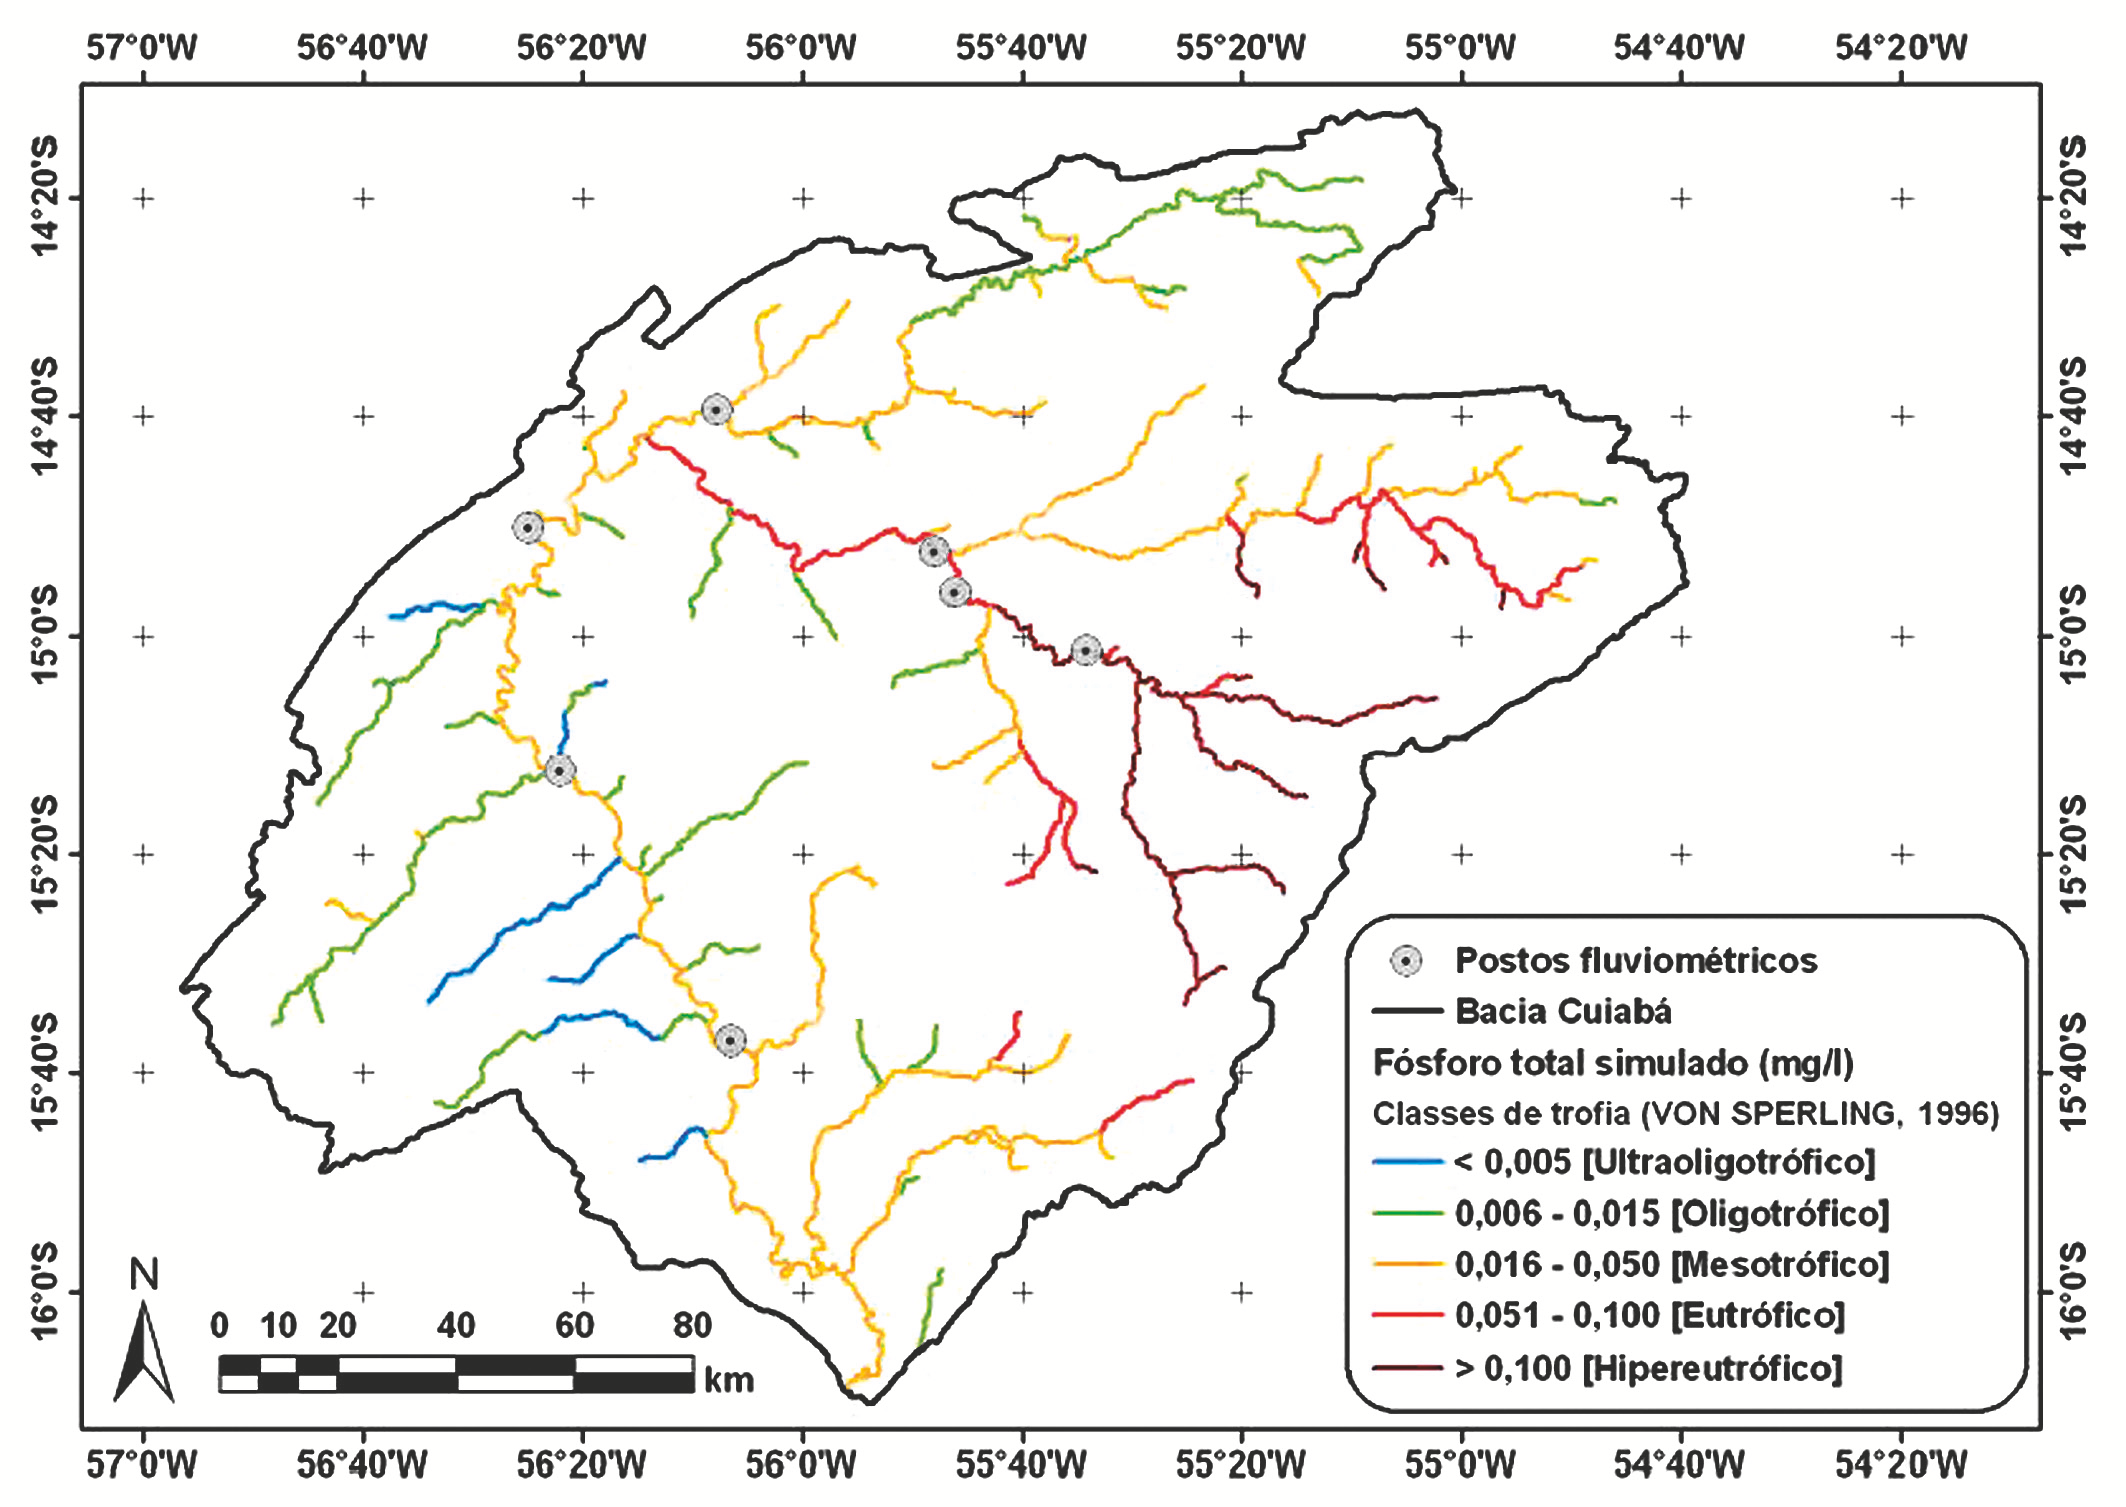 57°0'W 56°40'W 56°20'W 56°0'W 55°40'W 55°20'W 55°0'W 54°40'W 54°20'W
14°20'S 14°20'S
14°40'S 14°40'S
15°0'S 15°0'S
15°20'S 15°20'S
15°40'S 15°40'S
16°0'S 16°0'S
Postos fluviométricos
Bacia Cuiabá
Fósforo total simulado (mg/l)
Classes de trofia (VON SPERLING, 1996)
< 0,005 [Ultraoligotrófico]
0,006 - 0,015 [Oligotrófico]
0,016 - 0,050 [Mesotrófico]
0,051 - 0,100 [Eutrófico]
> 0,100 [Hipereutrófico]
N
0 10 20 40 60 80
km
57°0'W 56°40'W 56°20'W 56°0'W 55°40'W 55°20'W 55°0'W 54°40'W 54°20'W